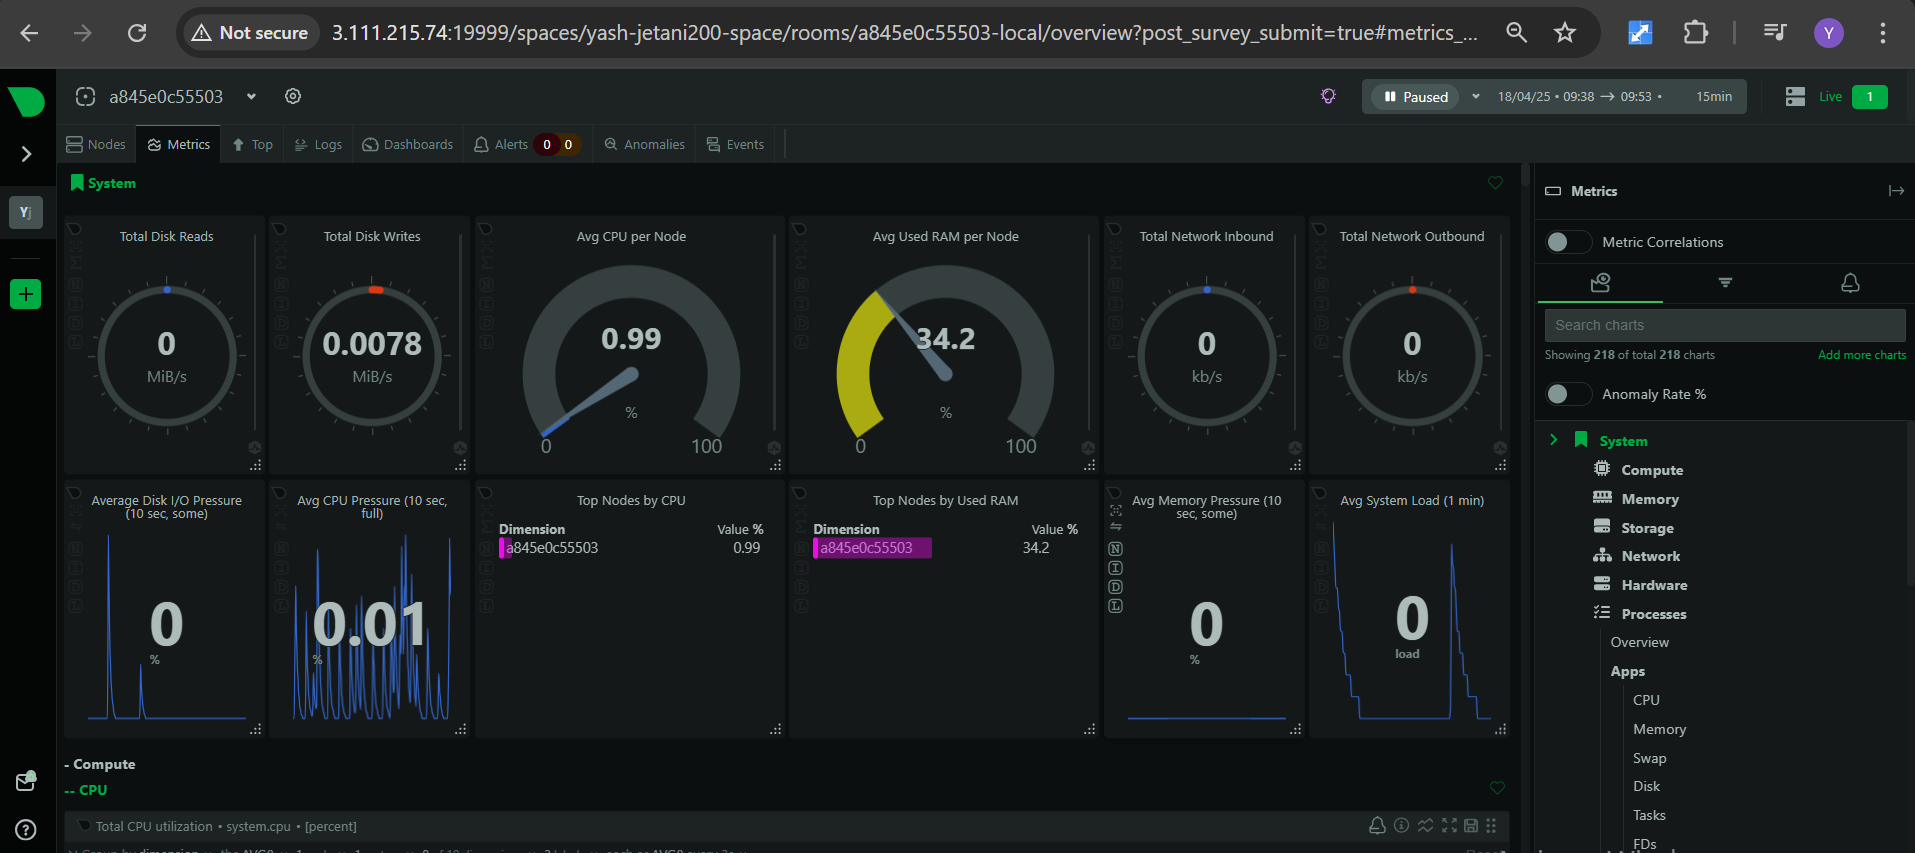 Not secure 3.111.215.74:19999/spaces/yash-jetani200-space/rooms/a845e0c55503-local/overview?post_survey_submit=true#metrics_... Y
a845e0c55503 Paused 18/04/25 • 09:38 → 09:53 • 15min Live 1
Nodes Metrics Top Logs Dashboards Alerts 0 0 Anomalies Events
System
Yj
Total Disk Reads
0
MiB/s
Total Disk Writes
0.0078
MiB/s
Avg CPU per Node
0.99
%
0 100
Avg Used RAM per Node
34.2
%
0 100
Total Network Inbound
0
kb/s
Total Network Outbound
0
kb/s
Average Disk I/O Pressure
(10 sec, some)
0
%
Avg CPU Pressure (10 sec,
full)
0.01
%
Top Nodes by CPU
Dimension Value %
a845e0c55503 0.99
Top Nodes by Used RAM
Dimension Value %
a845e0c55503 34.2
Avg Memory Pressure (10
sec, some)
N
I
D
L
0
%
Avg System Load (1 min)
0
load
- Compute
-- CPU
Total CPU utilization • system.cpu • [percent]
Metrics
Metric Correlations
Search charts
Showing 218 of total 218 charts Add more charts
Anomaly Rate %
System
Compute
Memory
Storage
Network
Hardware
Processes
Overview
Apps
CPU
Memory
Swap
Disk
Tasks
FDs